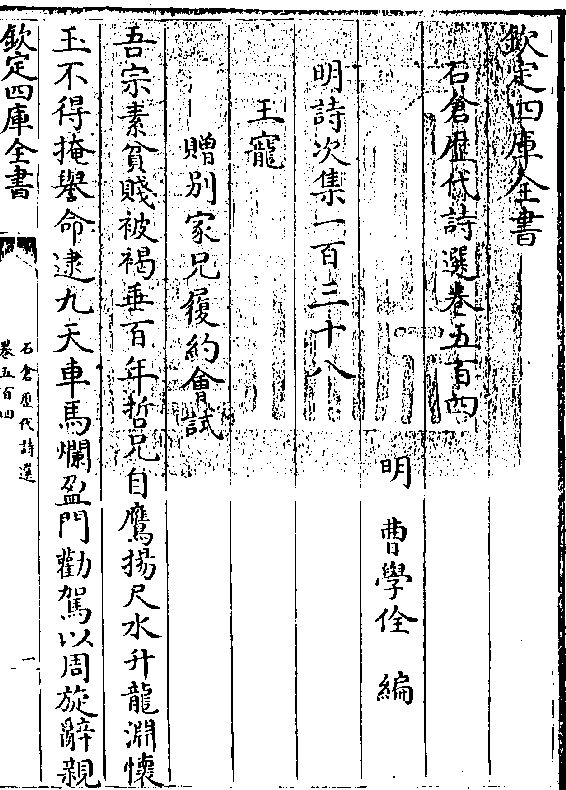 欽定四庫全書
石倉歴代詩選卷五百四
明　曹學佺　編
明詩次集一百三十八
王寵
贈别家兄履約會試
吾宗素貧賤被褐垂百年哲兄自鷹揚尺水升龍淵懷
玉不得掩譽命逮九天車馬爛盈門勸駕以周旋辭親
欽定四庫全書
石倉歴代詩選
卷五百四
一